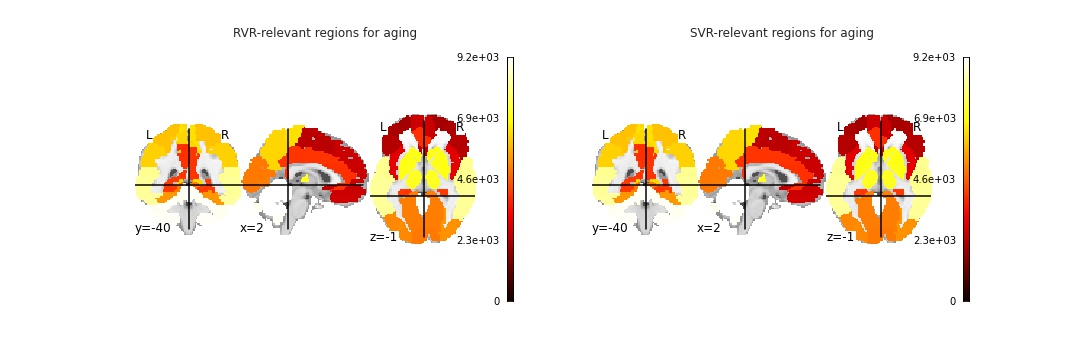 RVR-relevant regions for aging
9.2e+03
6.9e+03
4.6e+03
2.3e+03
0
L R
L R
y=-40
x=2
z=-1
SVR-relevant regions for aging
9.2e+03
6.9e+03
4.6e+03
2.3e+03
0
L R
L R
y=-40
x=2
z=-1